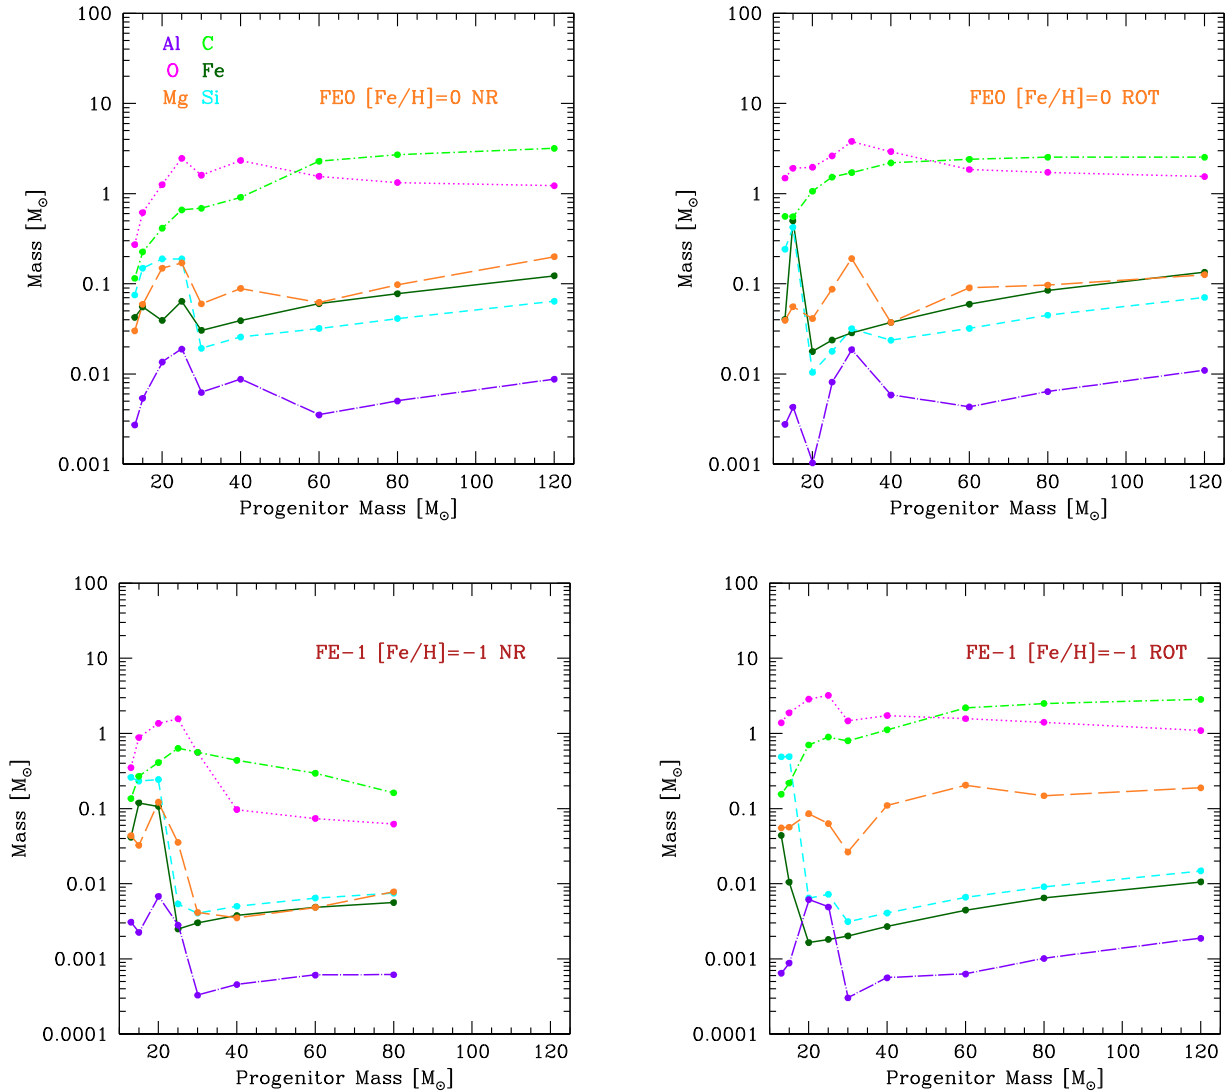 100
10
1
0.1
0.01
0.001
Mass [M⊙]
Al C
O Fe
Mg Si
FE0 [Fe/H]=0 NR
20 40 60 80 100 120
Progenitor Mass [M⊙]
100
10
1
0.1
0.01
0.001
Mass [M⊙]
FE0 [Fe/H]=0 ROT
20 40 60 80 100 120
Progenitor Mass [M⊙]
100
10
1
0.1
0.01
0.001
0.0001
Mass [M⊙]
FE−1 [Fe/H]=−1 NR
20 40 60 80 100 120
Progenitor Mass [M⊙]
100
10
1
0.1
0.01
0.001
0.0001
Mass [M⊙]
FE−1 [Fe/H]=−1 ROT
20 40 60 80 100 120
Progenitor Mass [M⊙]